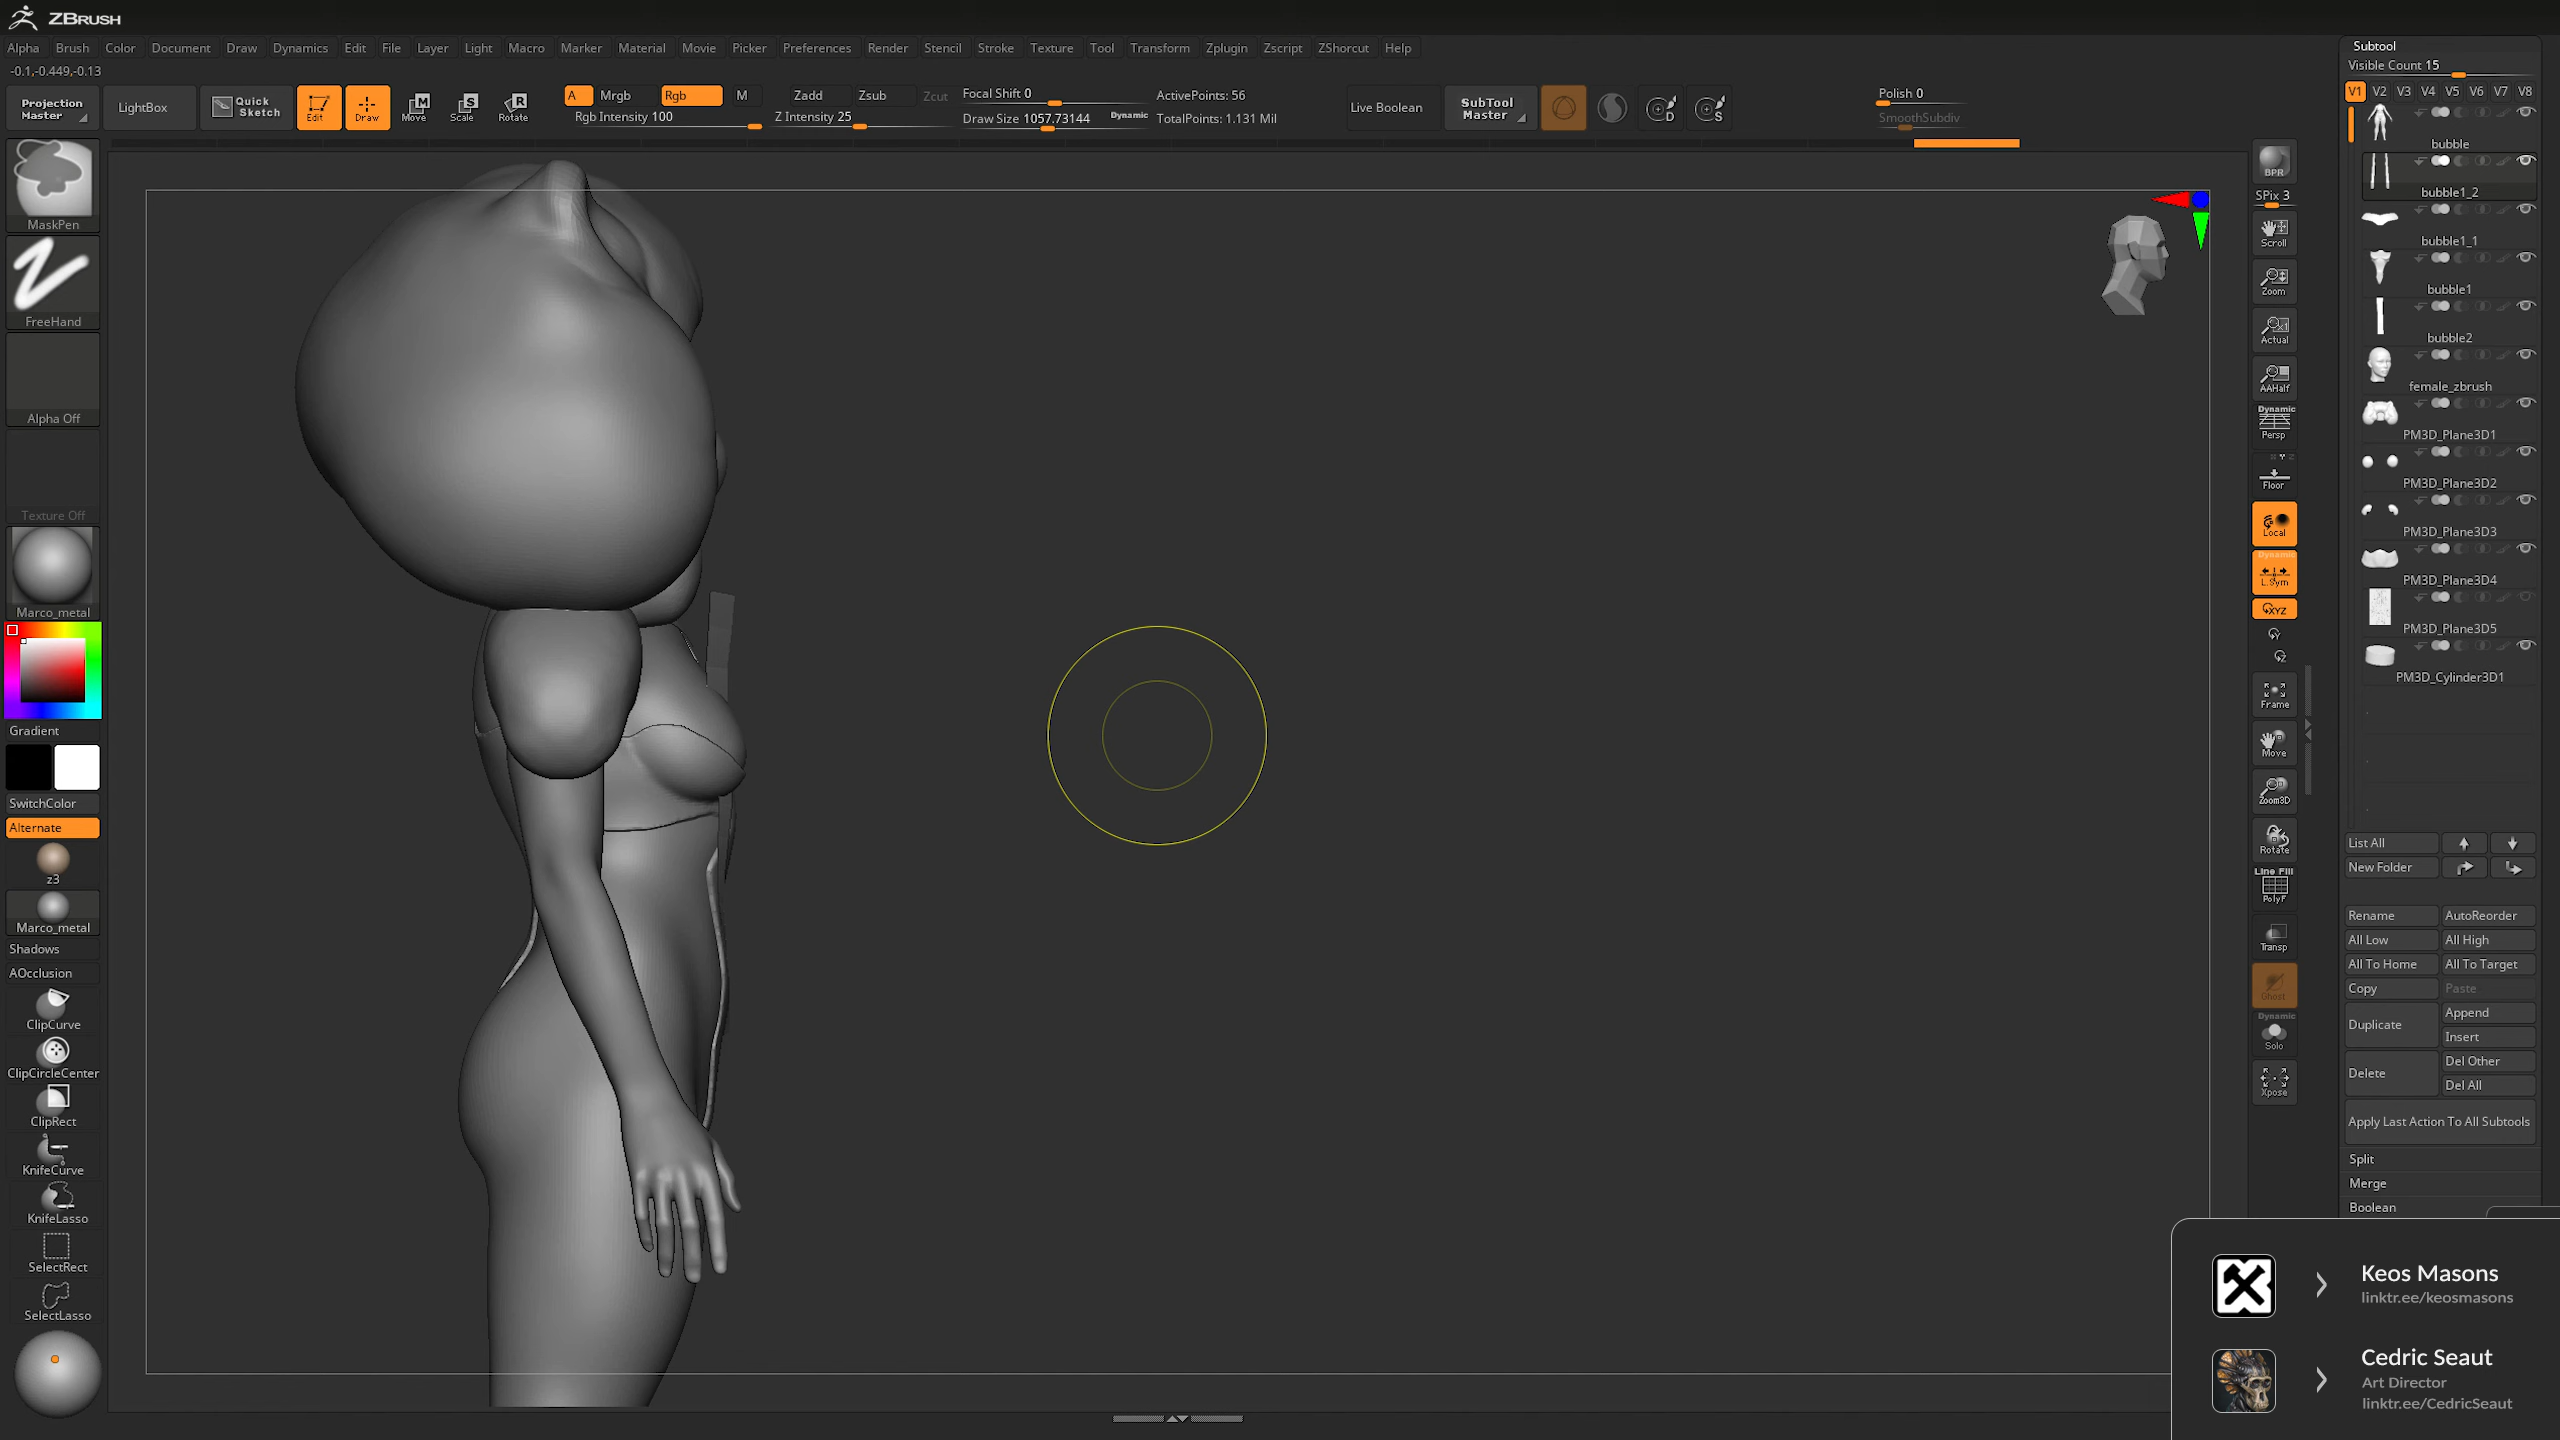 ZBRUSH
Alpha Brush Color Document Draw Dynamics Edit File Layer Light Macro Marker Material Movie Picker Preferences Render Stencil Stroke Texture Tool Transform Zplugin Zscript ZShorcut Help
-0.1,-0.449,-0.13
Projection Master
LightBox
Quick Sketch
Edit
Draw
Move
Scale
Rotate
A Mrgb Rgb M
Rgb Intensity 100
Zadd Zsub Zcut
Z Intensity 25
Focal Shift 0
Draw Size 1057.73144 Dynamic
ActivePoints: 56
TotalPoints: 1.131 Mil
Live Boolean
SubTool Master
Polish 0
SmoothSubdiv
MaskPen
FreeHand
Alpha Off
Texture Off
Marco_metal
Gradient
SwitchColor
Alternate
z3
Marco_metal
Shadows
AOcclusion
ClipCurve
ClipCircleCenter
ClipRect
KnifeCurve
KnifeLasso
SelectRect
SelectLasso
BPR
SPix 3
Scroll
Zoom
Actual
AAHalf
Dynamic
Persp
Floor
Local
Dynamic
L.Sym
XYZ
Frame
Move
Zoom3D
Rotate
Line Fill
PolyF
Transp
Ghost
Dynamic
Solo
Xpose
Subtool
Visible Count 15
V1 V2 V3 V4 V5 V6 V7 V8
bubble
bubble1_2
bubble1_1
bubble1
bubble2
female_zbrush
PM3D_Plane3D1
PM3D_Plane3D2
PM3D_Plane3D3
PM3D_Plane3D4
PM3D_Plane3D5
PM3D_Cylinder3D1
List All
New Folder
Rename AutoReorder
All Low All High
All To Home All To Target
Copy Paste
Duplicate Append
Insert
Delete Del Other
Del All
Apply Last Action To All Subtools
Split
Merge
Boolean
Keos Masons
linktr.ee/keosmasons
Cedric Seaut
Art Director
linktr.ee/CedricSeaut